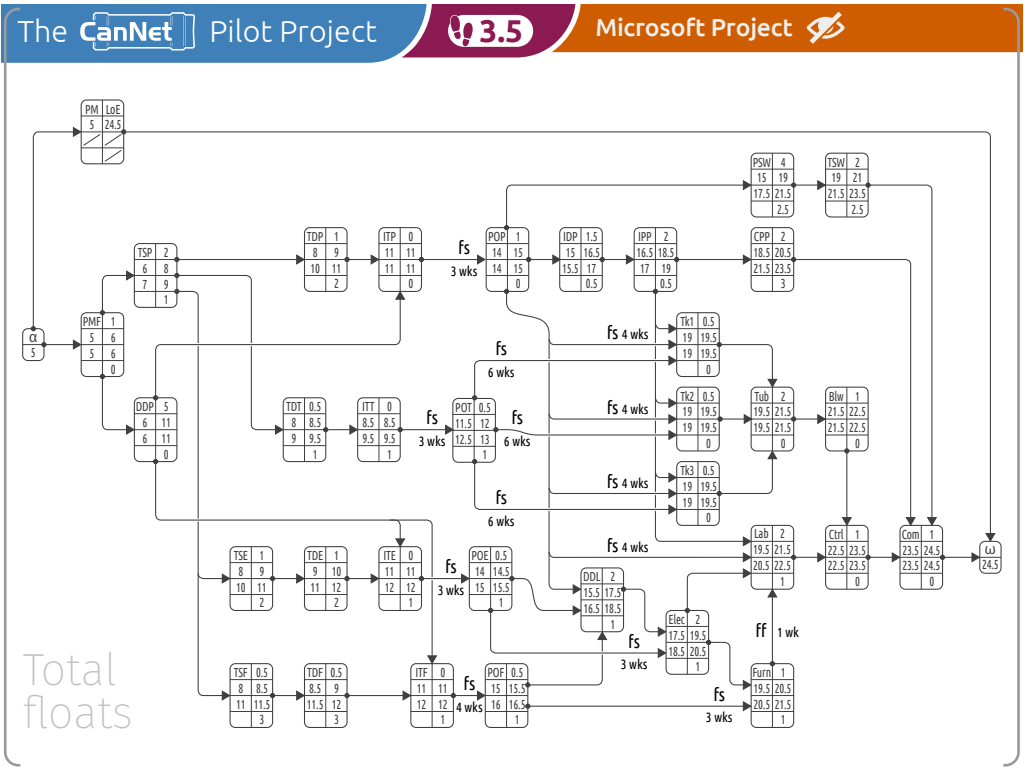 The CanNet Pilot Project
3.5
Microsoft Project
PM LoE
5 24.5
PSW 4
15 19
17.5 21.5
2.5
TSW 2
19 21
21.5 23.5
2.5
TSP 2
6 8
7 9
1
TDP 1
8 9
10 11
2
ITP 0
11 11
11 11
0
fs
3 wks
POP 1
14 15
14 15
0
IDP 1.5
15 16.5
15.5 17
0.5
IPP 2
16.5 18.5
17 19
0.5
CPP 2
18.5 20.5
21.5 23.5
3
α
5
PMF 1
5 6
5 6
0
fs 4 wks
Tk1 0.5
19 19.5
19 19.5
0
fs
6 wks
DDP 5
6 11
6 11
0
TDT 0.5
8 8.5
9 9.5
1
ITT 0
8.5 8.5
9.5 9.5
1
fs
3 wks
POT 0.5
11.5 12
12.5 13
1
fs
6 wks
fs 4 wks
Tk2 0.5
19 19.5
19 19.5
0
Tub 2
19.5 21.5
19.5 21.5
0
Blw 1
21.5 22.5
21.5 22.5
0
fs 4 wks
Tk3 0.5
19 19.5
19 19.5
0
fs
6 wks
fs 4 wks
Lab 2
19.5 21.5
20.5 22.5
1
Ctrl 1
22.5 23.5
22.5 23.5
0
Com 1
23.5 24.5
23.5 24.5
0
ω
24.5
TSE 1
8 9
10 11
2
TDE 1
9 10
11 12
2
ITE 0
11 11
12 12
1
fs
3 wks
POE 0.5
14 14.5
15 15.5
1
DDL 2
15.5 17.5
16.5 18.5
1
fs
3 wks
Elec 2
17.5 19.5
18.5 20.5
1
ff 1 wk
TSF 0.5
8 8.5
11 11.5
3
TDF 0.5
8.5 9
11.5 12
3
ITF 0
11 11
12 12
1
fs
4 wks
POF 0.5
15 15.5
16 16.5
1
fs
3 wks
Furn 1
19.5 20.5
20.5 21.5
1
Total
floats